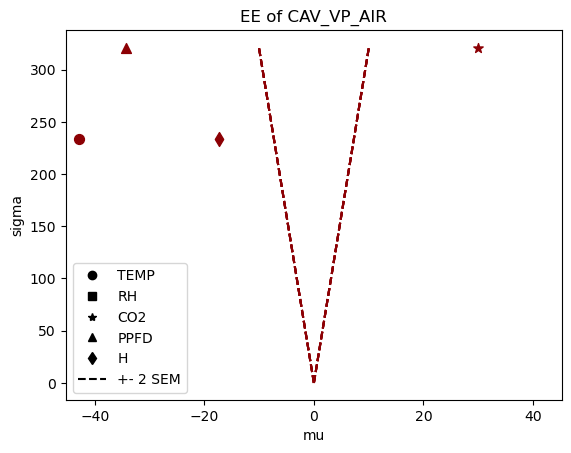 EE of CAV_VP_AIR
sigma
300
250
200
150
100
50
0
TEMP
RH
CO2
PPFD
H
+- 2 SEM
−40
−20
0
20
40
mu